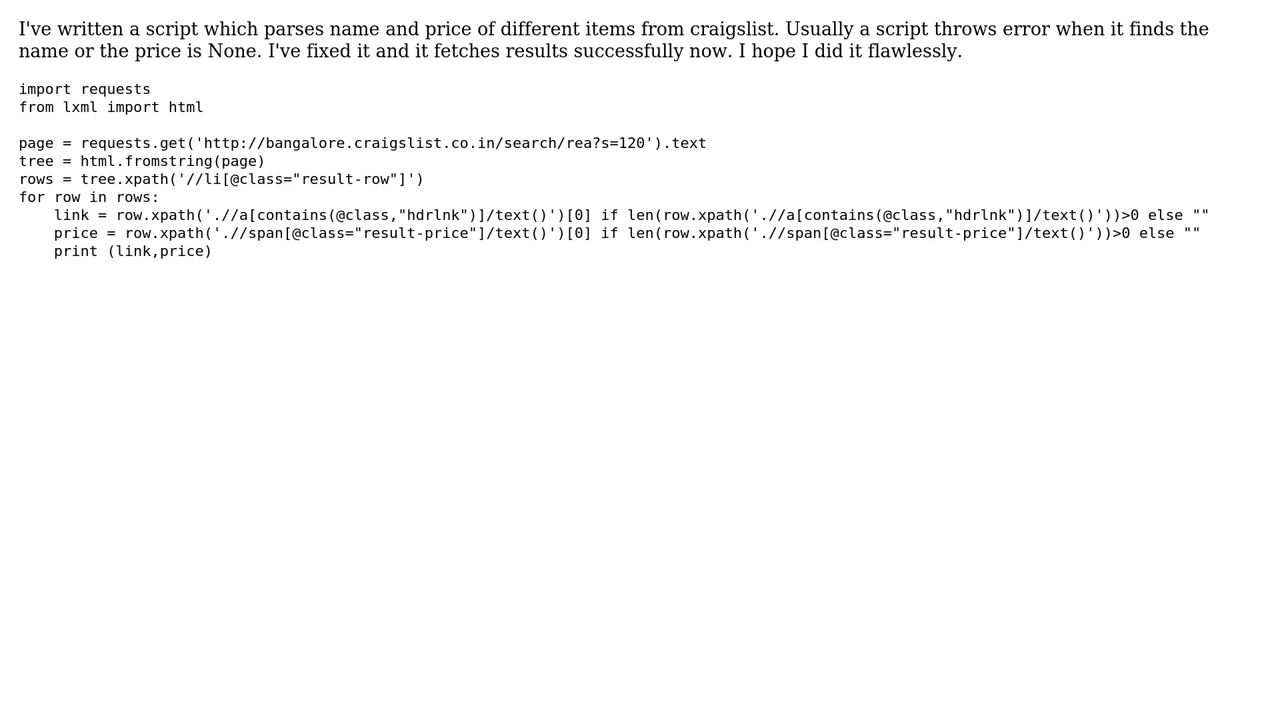 I've written a script which parses name and price of different items from craigslist. Usually a script throws error when it finds the
name or the price is None. I've fixed it and it fetches results successfully now. I hope I did it flawlessly.
import requests
from lxml import html
page = requests.get('http://bangalore.craigslist.co.in/search/rea?s=120').text
tree = html.fromstring(page)
rows = tree.xpath('//li[@class="result-row"]')
for row in rows:
    link = row.xpath('.//a[contains(@class,"hdrlnk")]/text()')[0] if len(row.xpath('.//a[contains(@class,"hdrlnk")]/text()'))>0 else ""
    price = row.xpath('.//span[@class="result-price"]/text()')[0] if len(row.xpath('.//span[@class="result-price"]/text()'))>0 else ""
    print (link,price)